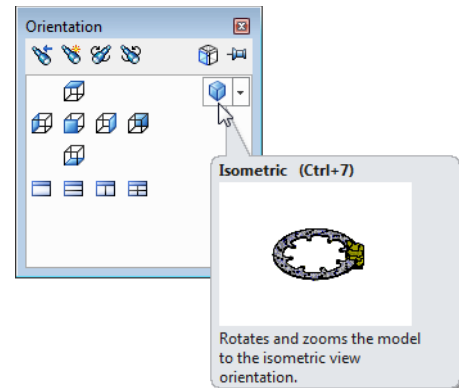 Orientation
Isometric (Ctrl+7)
Rotates and zooms the model
to the isometric view
orientation.